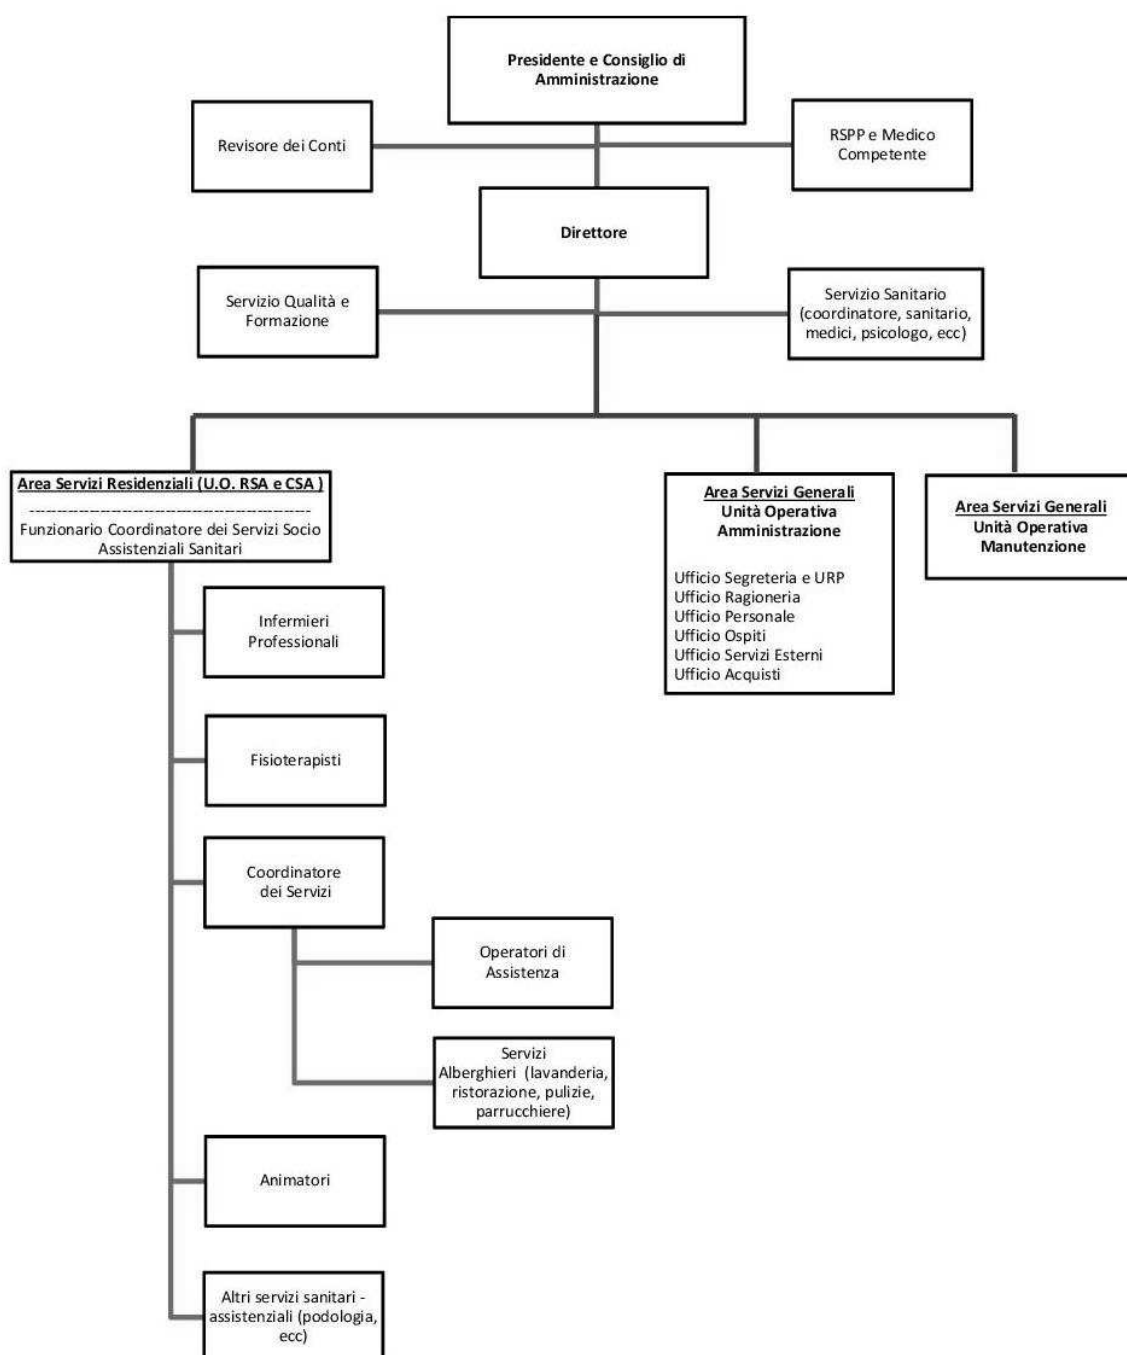 Presidente e Consiglio di
Amministrazione
Revisore dei Conti
RSPP e Medico
Competente
Direttore
Servizio Qualità e
Formazione
Servizio Sanitario
(coordinatore, sanitario,
medici, psicologo, ecc)
Area Servizi Residenziali (U.O. RSA e CSA )
----------------------------------------------------
Funzionario Coordinatore dei Servizi Socio
Assistenziali Sanitari
Area Servizi Generali
Unità Operativa
Amministrazione
Ufficio Segreteria e URP
Ufficio Ragioneria
Ufficio Personale
Ufficio Ospiti
Ufficio Servizi Esterni
Ufficio Acquisti
Area Servizi Generali
Unità Operativa
Manutenzione
Infermieri
Professionali
Fisioterapisti
Coordinatore
dei Servizi
Operatori di
Assistenza
Servizi
Alberghieri (lavanderia,
ristorazione, pulizie,
parrucchiere)
Animatori
Altri servizi sanitari -
assistenziali (podologia,
ecc)